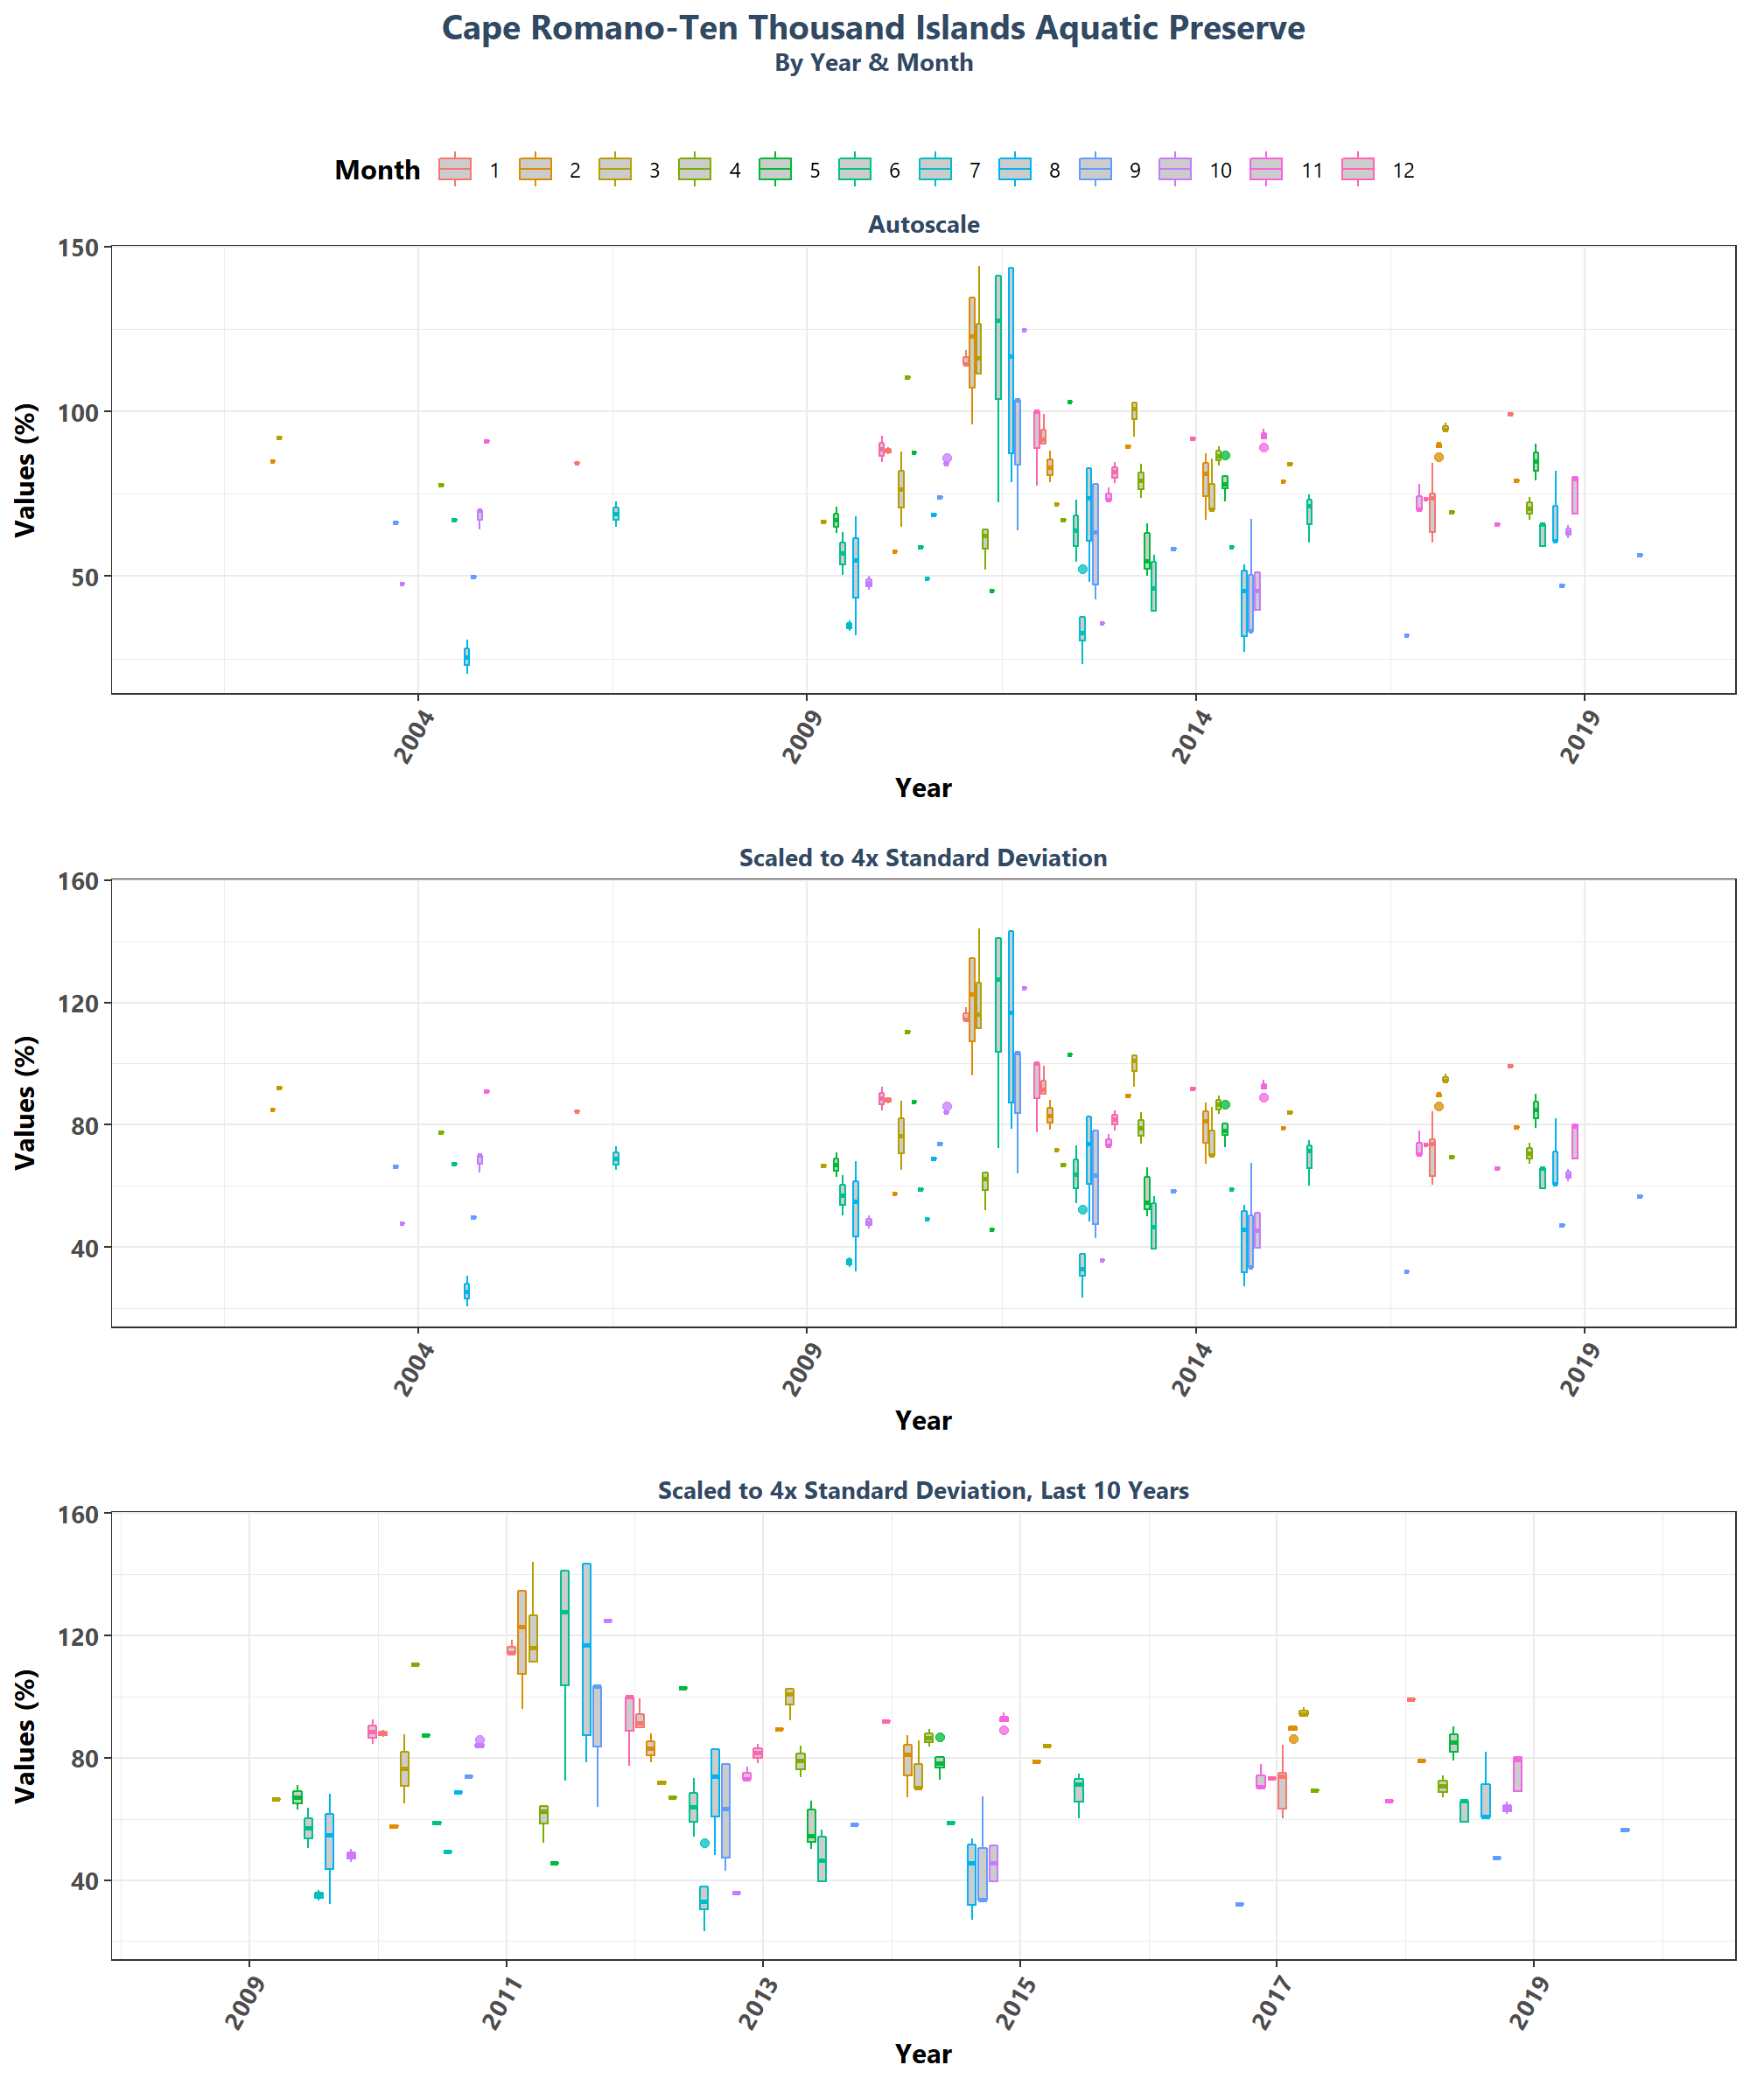 Cape Romano-Ten Thousand Islands Aquatic Preserve
By Year & Month
Month 1 2 3 4 5 6 7 8 9 10 11 12
Autoscale
Values (%)
150
100
50
2004 2009 2014 2019
Year
Scaled to 4x Standard Deviation
Values (%)
160
120
80
40
2004 2009 2014 2019
Year
Scaled to 4x Standard Deviation, Last 10 Years
Values (%)
160
120
80
40
2009 2011 2013 2015 2017 2019
Year